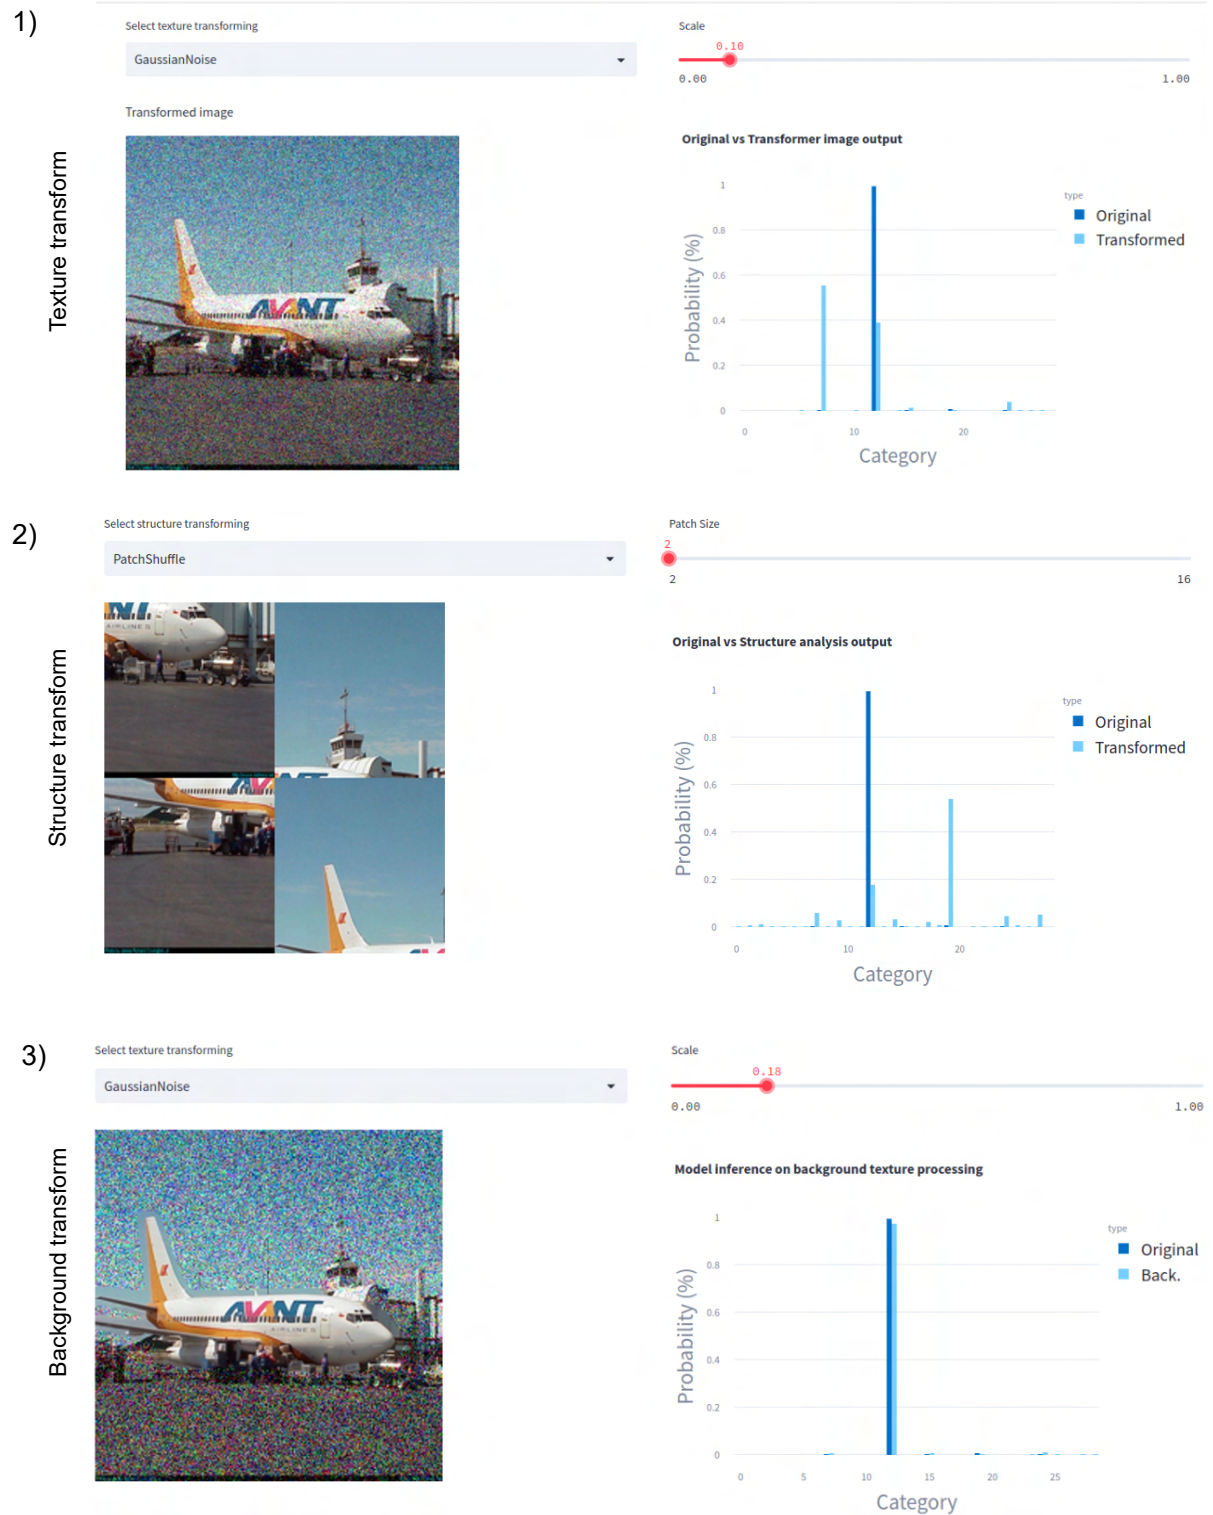 1)
Texture transform
Select texture transforming
GaussianNoise
Scale
0.10
0.00 1.00
Transformed image
AVANT
AIRLINES
Original vs Transformer image output
Probability (%)
1
0.8
0.6
0.4
0.2
0
0 10 20
Category
type
Original
Transformed
2)
Structure transform
Select structure transforming
PatchShuffle
Patch Size
2
2 16
NT
AIRLINES
Original vs Structure analysis output
Probability (%)
1
0.8
0.6
0.4
0.2
0
0 10 20
Category
type
Original
Transformed
3)
Background transform
Select texture transforming
GaussianNoise
Scale
0.18
0.00 1.00
AVANT
AIRLINES
Model inference on background texture processing
Probability (%)
1
0.8
0.6
0.4
0.2
0
0 5 10 15 20 25
Category
type
Original
Back.